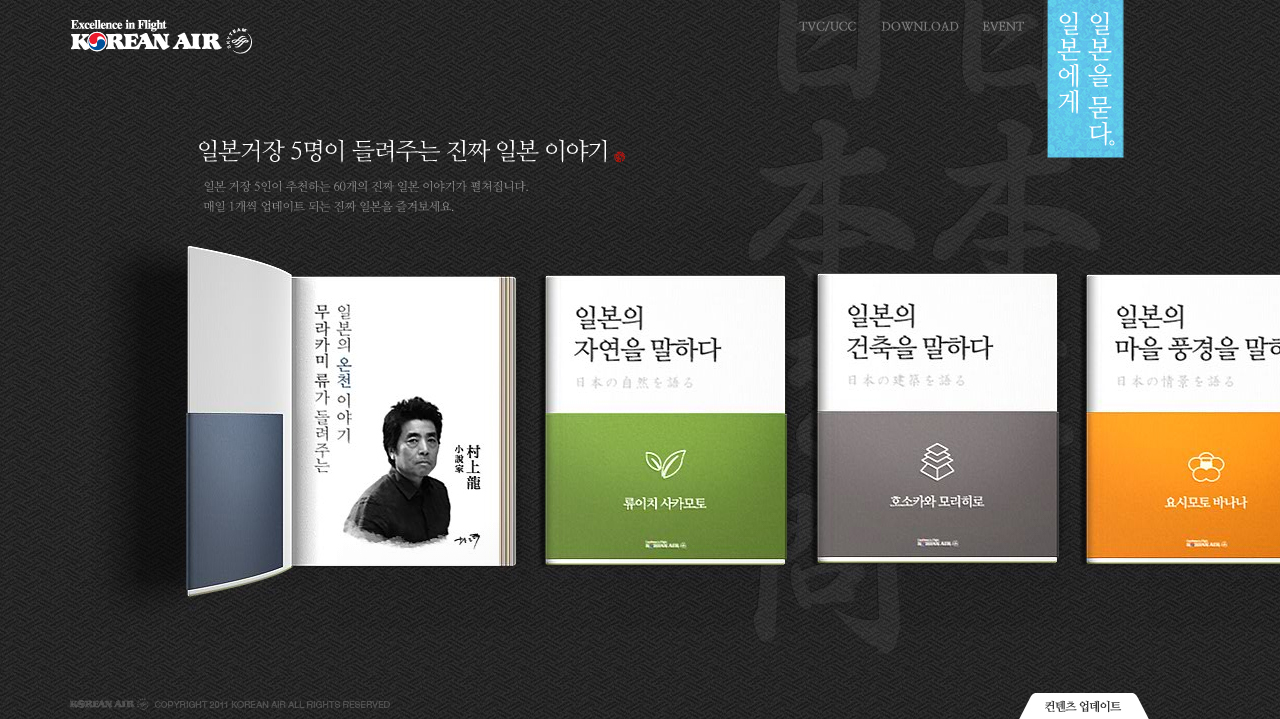 Excellence in Flight
KOREAN AIR
SKYTEAM
TVC/UCC
DOWNLOAD
EVENT
일본을 묻다。
일본에게
일본거장 5명이 들려주는 진짜 일본 이야기
일본 거장 5인이 추천하는 60개의 진짜 일본 이야기가 펼쳐집니다.
매일 1개씩 업데이트 되는 진짜 일본을 즐겨보세요.
일본의 온천 이야기
무라카미 류가 들려주는
村上龍
小説家
일본의
자연을 말하다
日本の自然を語る
류이치 사카모토
KOREAN AIR
일본의
건축을 말하다
日本の建築を語る
호소카와 모리히로
KOREAN AIR
일본의
마을 풍경을 말하
日本の情景を語る
요시모토 바나나
KOREAN AIR
KOREAN AIR
COPYRIGHT 2011 KOREAN AIR ALL RIGHTS RESERVED
컨텐츠 업데이트